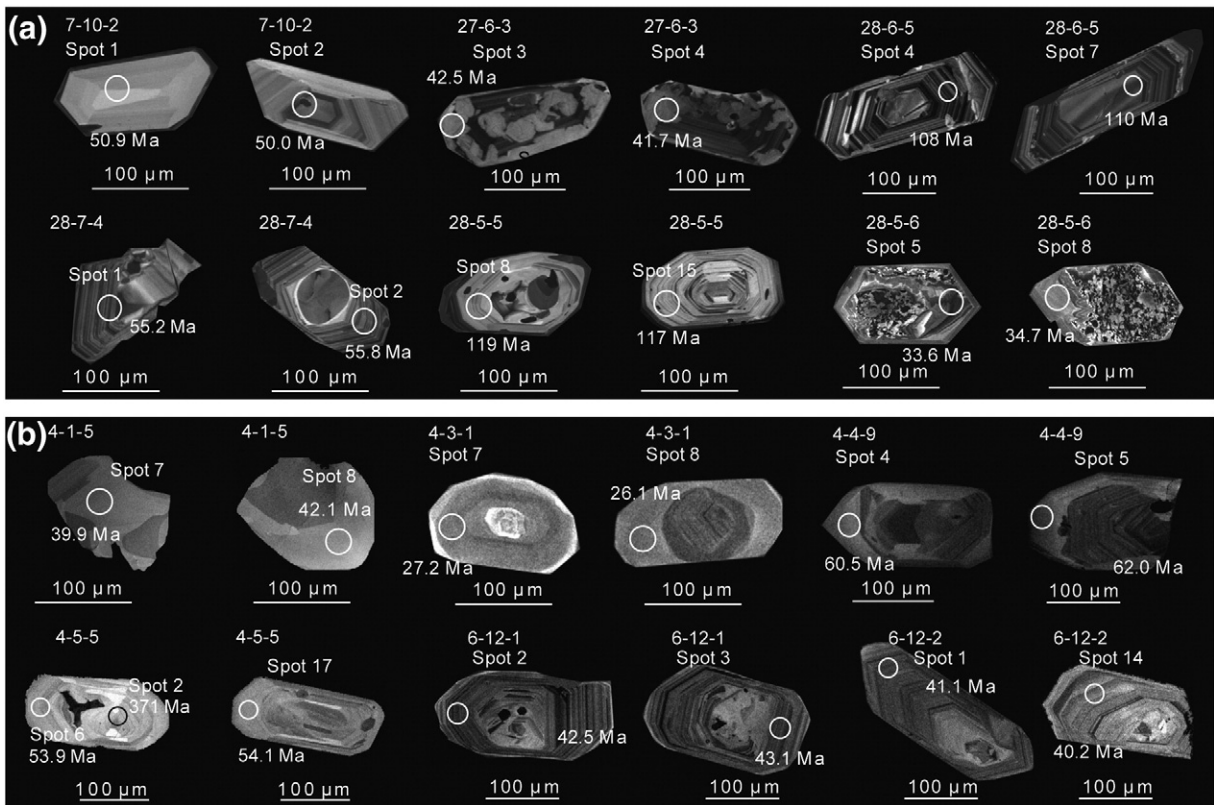 (a)
7-10-2
Spot 1
50.9 Ma
100 µm
7-10-2
Spot 2
50.0 Ma
100 µm
27-6-3
Spot 3
42.5 Ma
100 µm
27-6-3
Spot 4
41.7 Ma
100 µm
28-6-5
Spot 4
108 Ma
100 µm
28-6-5
Spot 7
110 Ma
100 µm
28-7-4
Spot 1
55.2 Ma
100 µm
28-7-4
Spot 2
55.8 Ma
100 µm
28-5-5
Spot 8
119 Ma
100 µm
28-5-5
Spot 15
117 Ma
100 µm
28-5-6
Spot 5
33.6 Ma
100 µm
28-5-6
Spot 8
34.7 Ma
100 µm
(b)
4-1-5
Spot 7
39.9 Ma
100 µm
4-1-5
Spot 8
42.1 Ma
100 µm
4-3-1
Spot 7
27.2 Ma
100 µm
4-3-1
Spot 8
26.1 Ma
100 µm
4-4-9
Spot 4
60.5 Ma
100 µm
4-4-9
Spot 5
62.0 Ma
100 µm
4-5-5
Spot 2
371 Ma
Spot 6
53.9 Ma
100 µm
4-5-5
Spot 17
54.1 Ma
100 µm
6-12-1
Spot 2
42.5 Ma
100 µm
6-12-1
Spot 3
43.1 Ma
100 µm
6-12-2
Spot 1
41.1 Ma
100 µm
6-12-2
Spot 14
40.2 Ma
100 µm